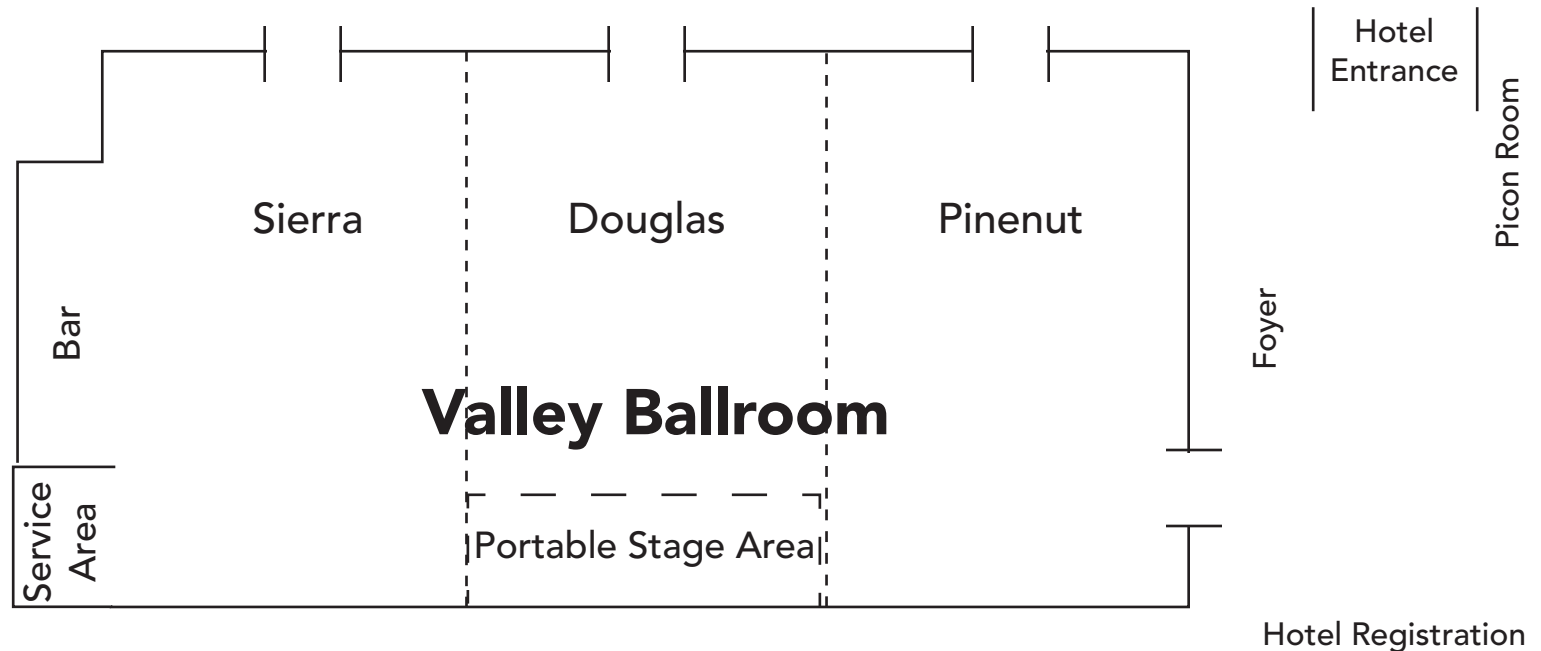 Hotel
Entrance
Picon Room
Sierra
Douglas
Pinenut
Bar
Foyer
Valley Ballroom
Service
Area
Portable Stage Area
Hotel Registration